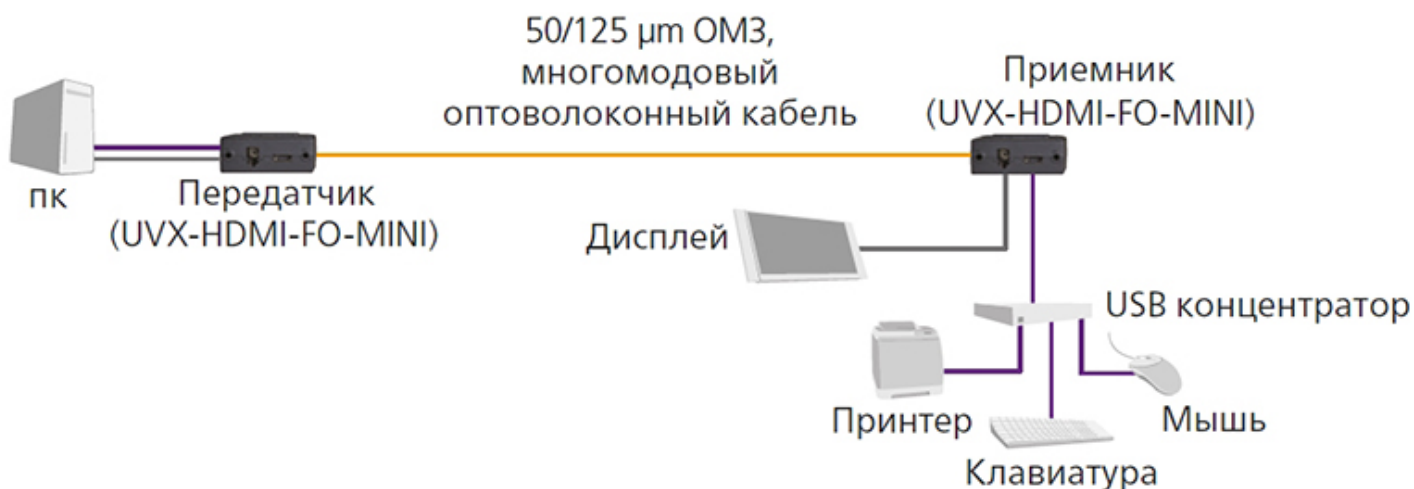 50/125 µm OM3,
многомодовый
оптоволоконный кабель
Приемник
(UVX-HDMI-FO-MINI)
пк
Передатчик
(UVX-HDMI-FO-MINI)
Дисплей
USB концентратор
Принтер
Мышь
Клавиатура